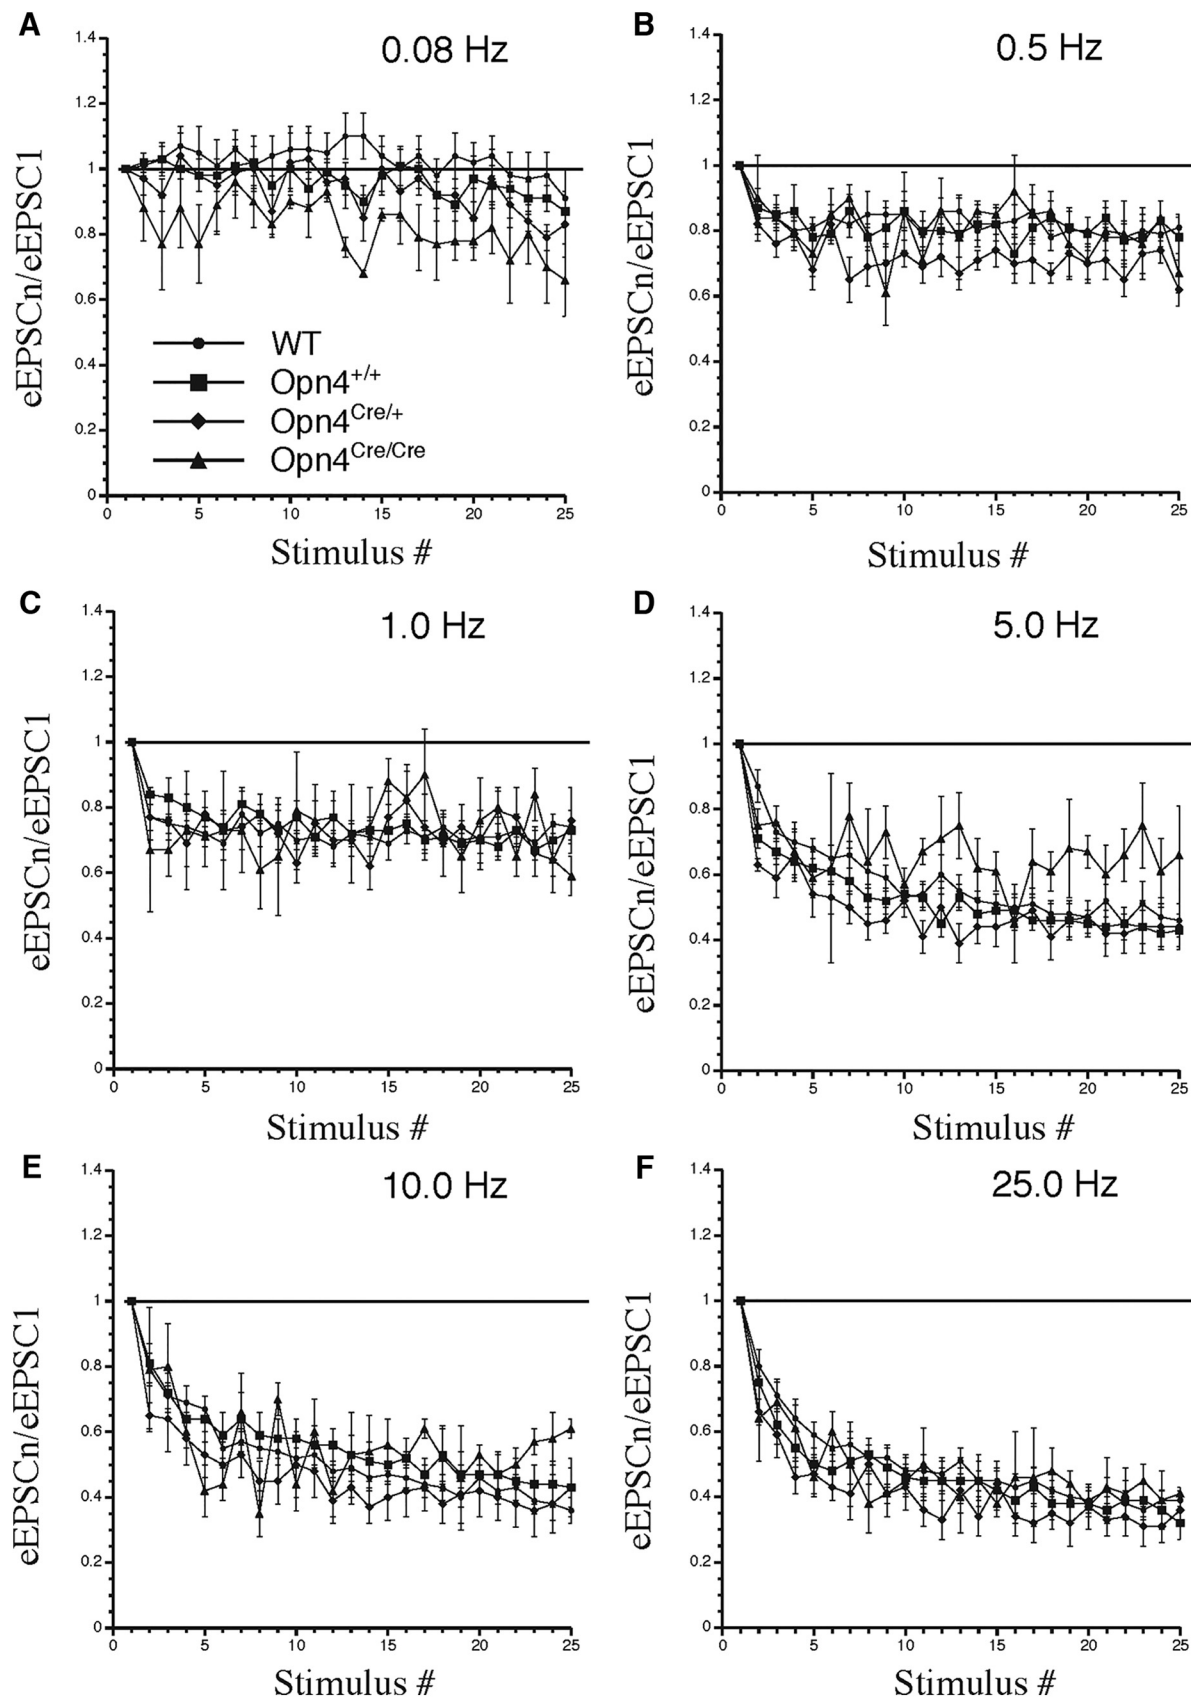 A
0.08 Hz
eEPSCn/eEPSC1
1.4
1.2
1
0.8
0.6
0.4
0.2
0
WT
Opn4+/+
Opn4Cre/+
Opn4Cre/Cre
0 5 10 15 20 25
Stimulus #
B
0.5 Hz
eEPSCn/eEPSC1
1.4
1.2
1
0.8
0.6
0.4
0.2
0
0 5 10 15 20 25
Stimulus #
C
1.0 Hz
eEPSCn/eEPSC1
1.4
1.2
1
0.8
0.6
0.4
0.2
0
0 5 10 15 20 25
Stimulus #
D
5.0 Hz
eEPSCn/eEPSC1
1.4
1.2
1
0.8
0.6
0.4
0.2
0
0 5 10 15 20 25
Stimulus #
E
10.0 Hz
eEPSCn/eEPSC1
1.4
1.2
1
0.8
0.6
0.4
0.2
0
0 5 10 15 20 25
Stimulus #
F
25.0 Hz
eEPSCn/eEPSC1
1.4
1.2
1
0.8
0.6
0.4
0.2
0
0 5 10 15 20 25
Stimulus #